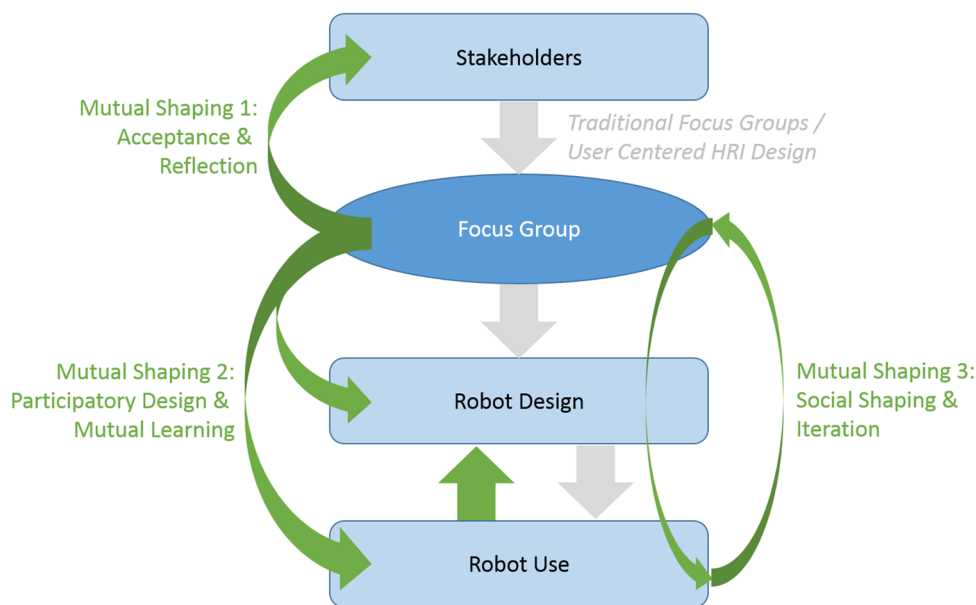 Stakeholders
Mutual Shaping 1:
Acceptance &
Reflection
Traditional Focus Groups /
User Centered HRI Design
Focus Group
Mutual Shaping 2:
Participatory Design &
Mutual Learning
Robot Design
Mutual Shaping 3:
Social Shaping &
Iteration
Robot Use